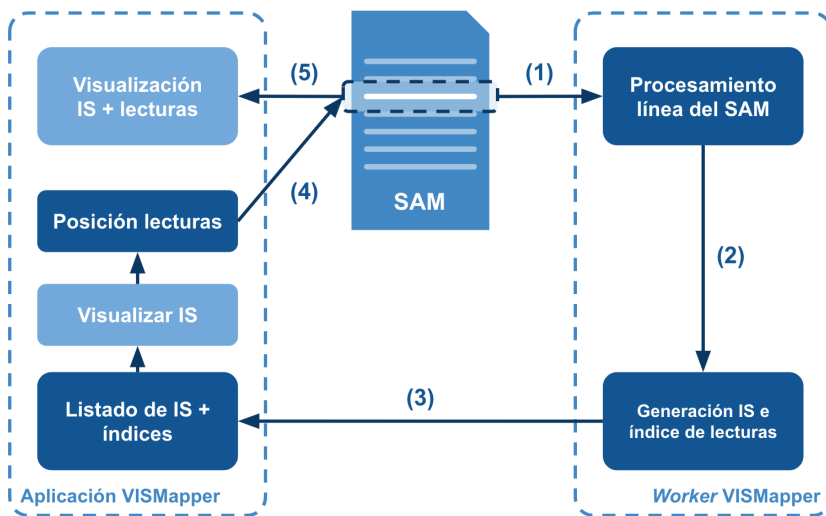 Visualización
IS + lecturas
(5)
(1)
Procesamiento
línea del SAM
(4)
SAM
Posición lecturas
(2)
Visualizar IS
Listado de IS +
índices
(3)
Generación IS e
índice de lecturas
Aplicación VISMapper
Worker VISMapper